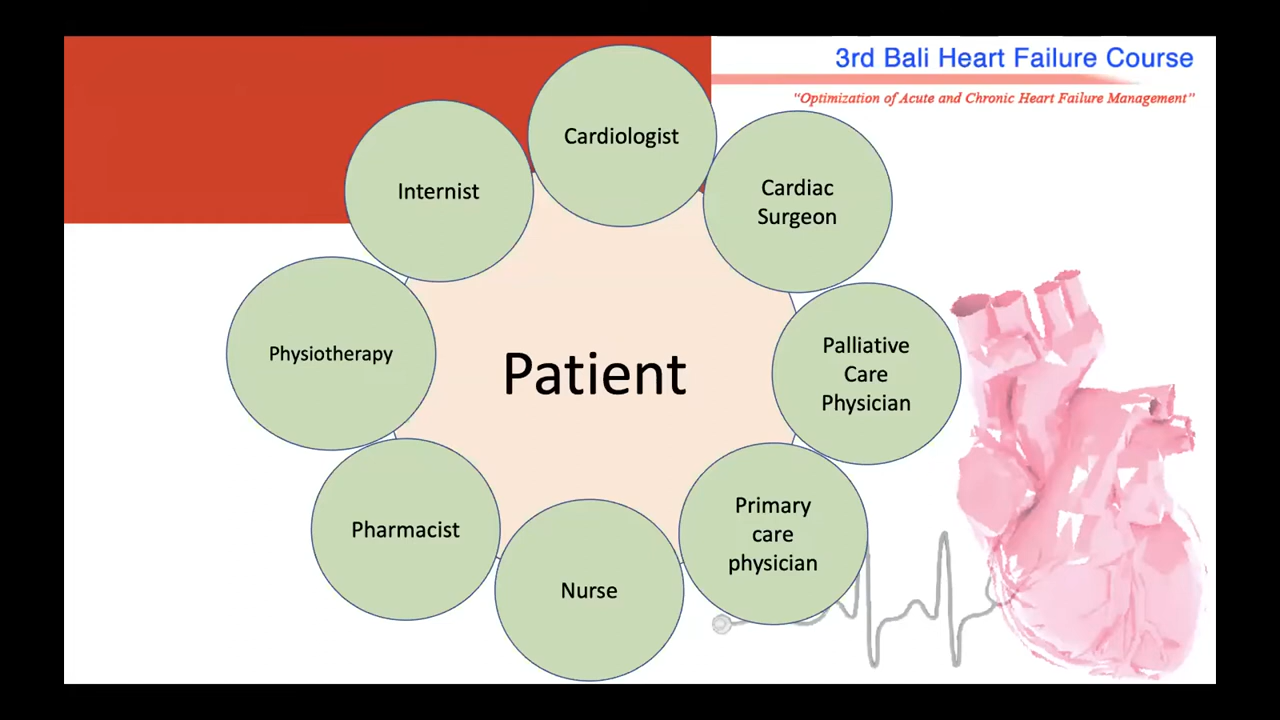 3rd Bali Heart Failure Course
"Optimization of Acute and Chronic Heart Failure Management"
Cardiologist
Internist
Cardiac
Surgeon
Physiotherapy
Patient
Palliative
Care
Physician
Pharmacist
Nurse
Primary
care
physician